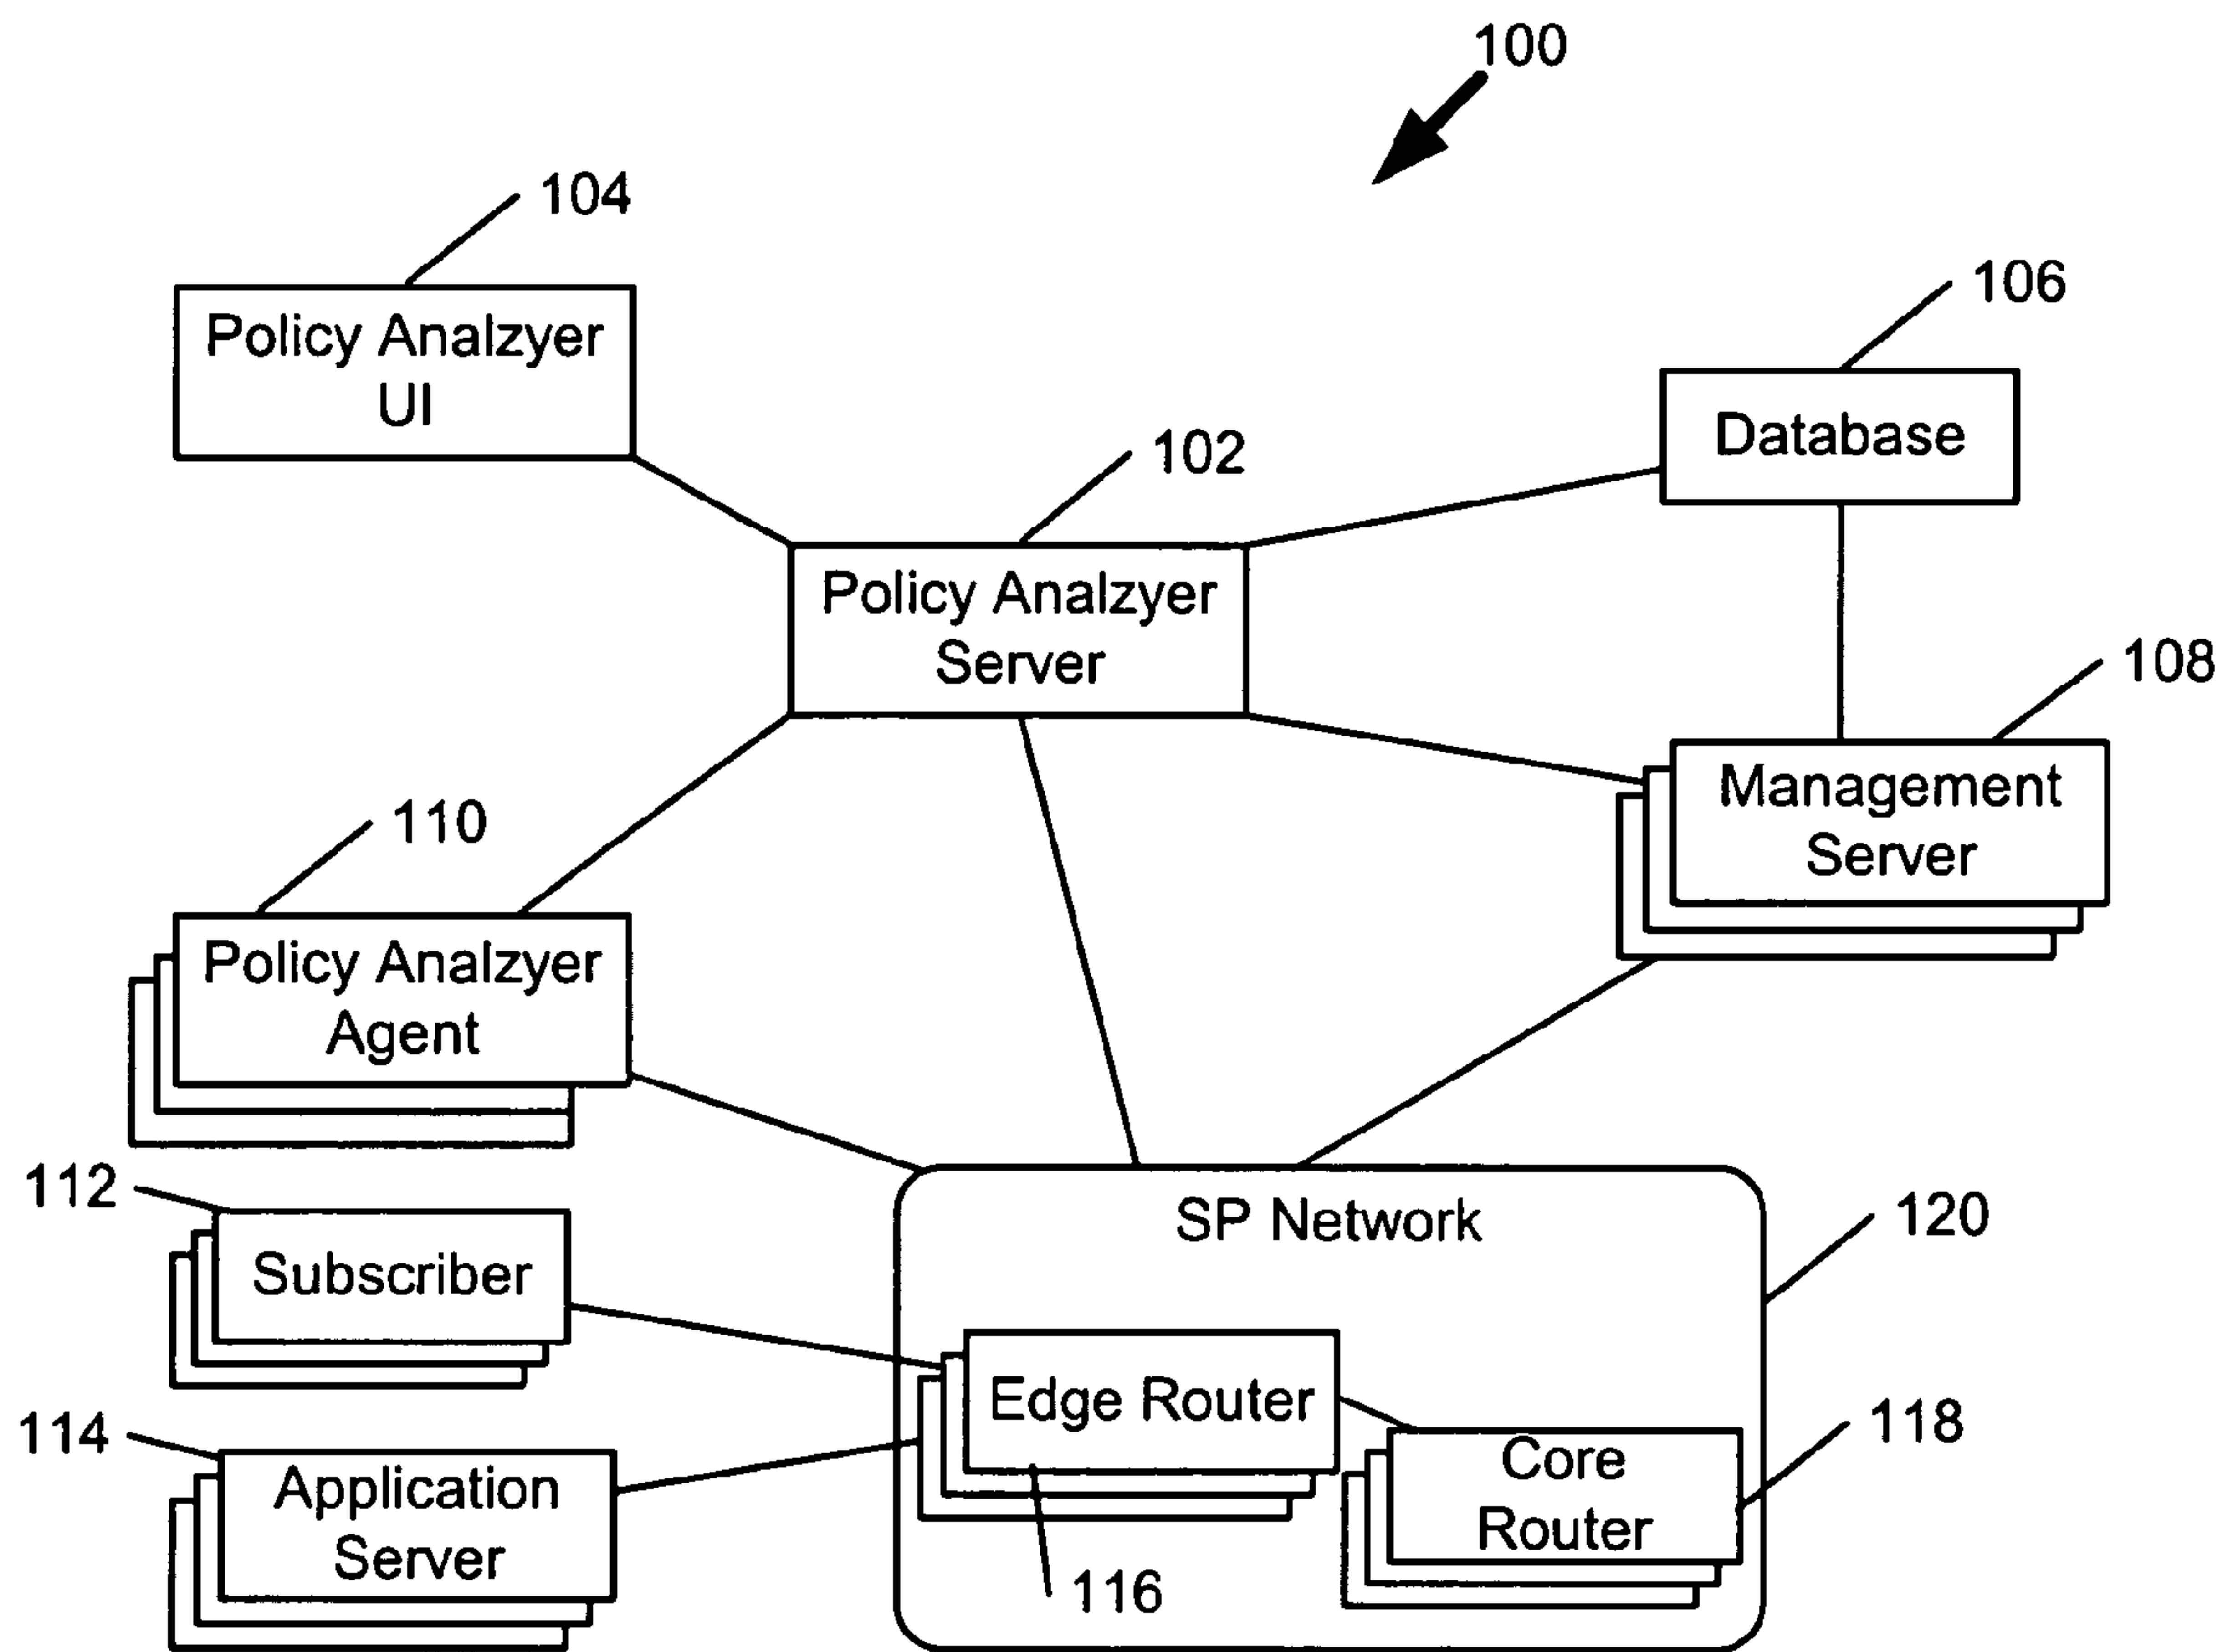 100
104
Policy Analzyer
UI
106
Database
102
Policy Analzyer
Server
108
Management
Server
110
Policy Analzyer
Agent
112
Subscriber
SP Network
120
Edge Router
114
Application
Server
Core
Router
118
116